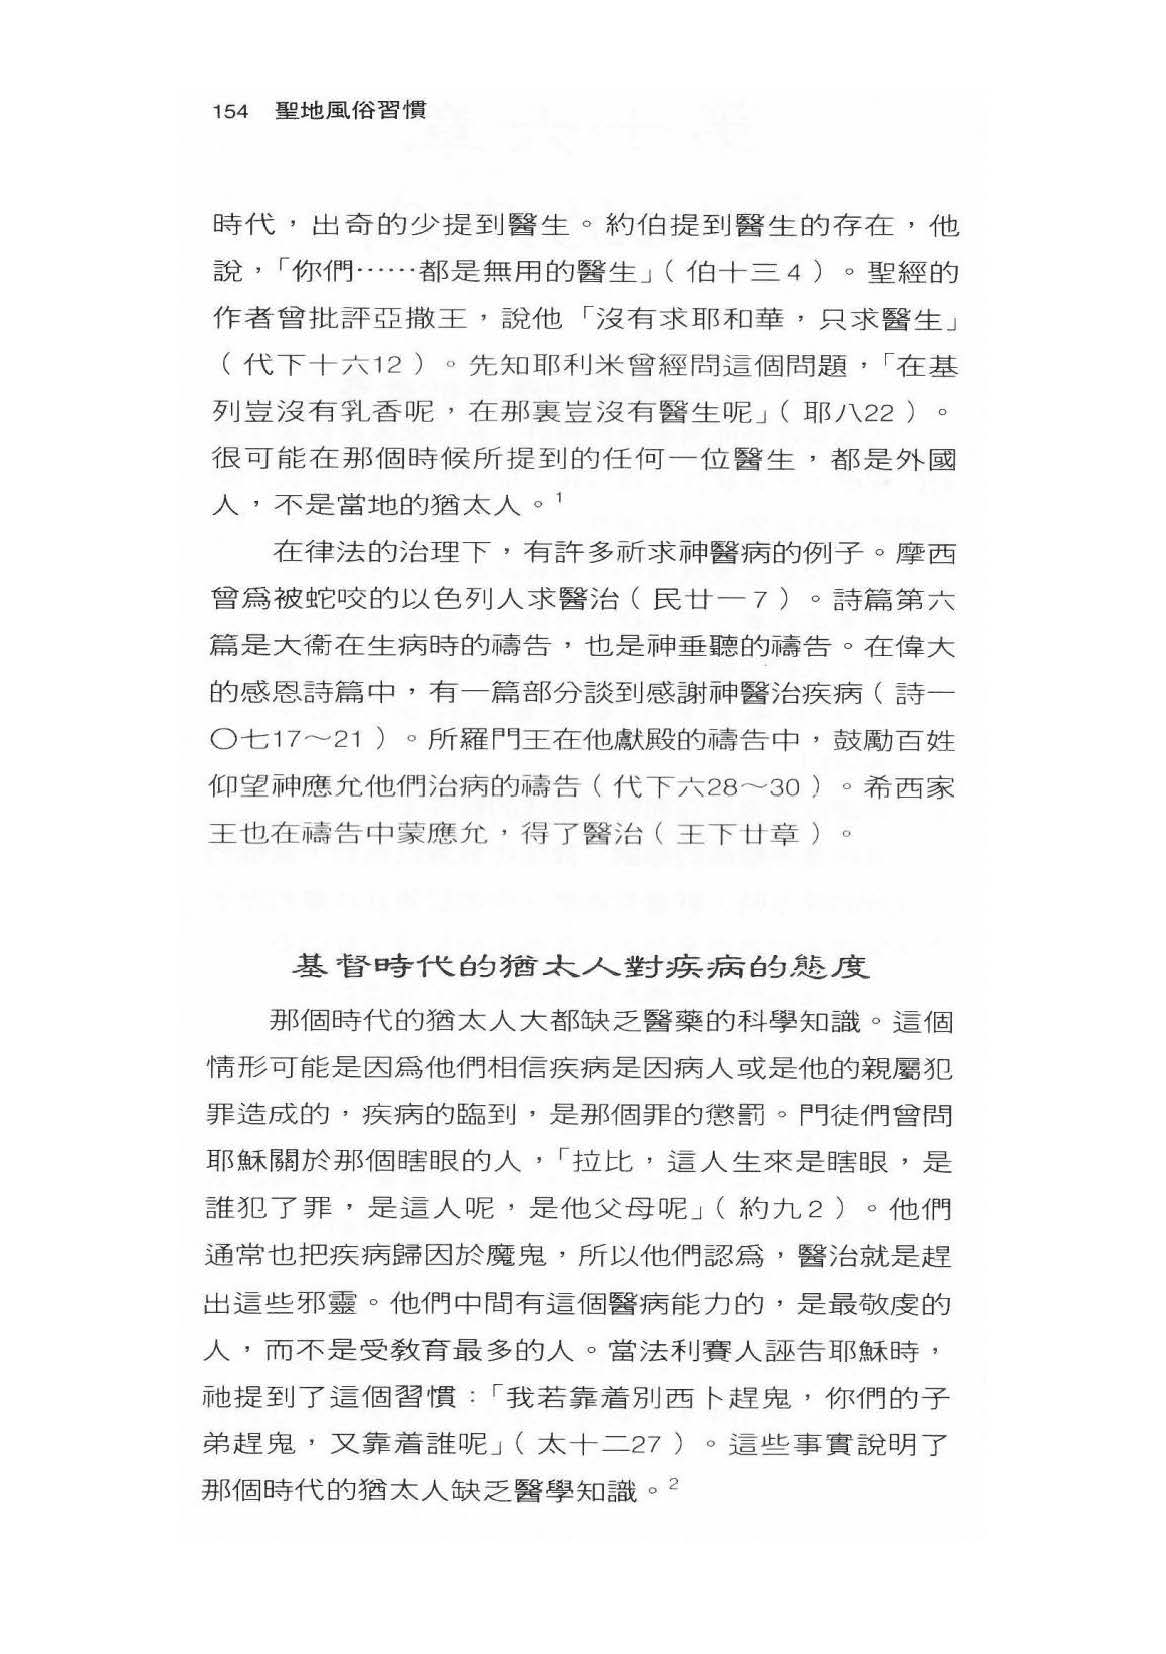 154 聖地風俗習慣
時代，出奇的少提到醫生。約伯提到醫生的存在，他
說，「你們……都是無用的醫生」（伯十三4）。聖經的
作者曾批評亞撒王，說他「沒有求耶和華，只求醫生」
（代下十六12）。先知耶利米曾經問這個問題，「在基
列豈沒有乳香呢，在那裏豈沒有醫生呢」（耶八22）。
很可能在那個時候所提到的任何一位醫生，都是外國
人，不是當地的猶太人。1
在律法的治理下，有許多祈求神醫病的例子。摩西
曾爲被蛇咬的以色列人求醫治（民廿一7）。詩篇第六
篇是大衞在生病時的禱告，也是神垂聽的禱告。在偉大
的感恩詩篇中，有一篇部分談到感謝神醫治疾病（詩一
〇七17～21）。所羅門王在他獻殿的禱告中，鼓勵百姓
仰望神應允他們治病的禱告（代下六28～30）。希西家
王也在禱告中蒙應允，得了醫治（王下廿章）。
基督時代的猶太人對疾病的態度
那個時代的猶太人大都缺乏醫藥的科學知識。這個
情形可能是因爲他們相信疾病是因病人或是他的親屬犯
罪造成的，疾病的臨到，是那個罪的懲罰。門徒們曾問
耶穌關於那個瞎眼的人，「拉比，這人生來是瞎眼，是
誰犯了罪，是這人呢，是他父母呢」（約九2）。他們
通常也把疾病歸因於魔鬼，所以他們認爲，醫治就是趕
出這些邪靈。他們中間有這個醫病能力的，是最敬虔的
人，而不是受教育最多的人。當法利賽人誣告耶穌時，
祂提到了這個習慣：「我若靠着別西卜趕鬼，你們的子
弟趕鬼，又靠着誰呢」（太十二27）。這些事實說明了
那個時代的猶太人缺乏醫學知識。2